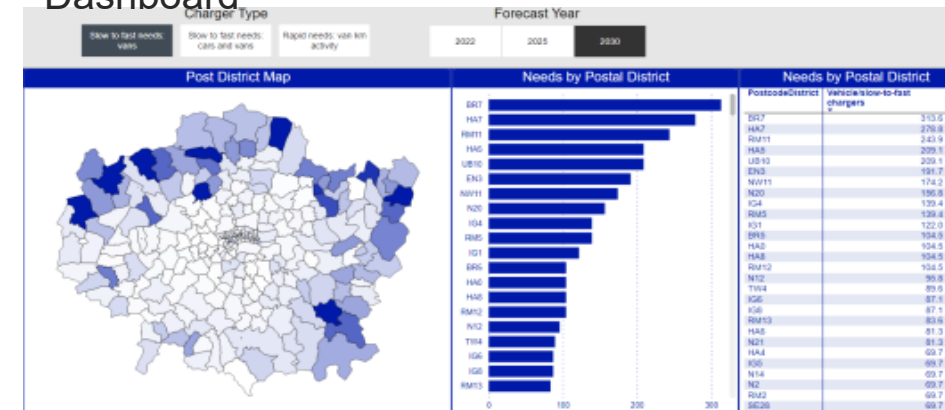 Dashboard
Charger Type
Forecast Year
Slow to fast needs: vans
Slow to fast needs: cars and vans
Rapid needs: van km activity
2022
2025
2030
Post District Map
Needs by Postal District
BR7
HA7
RM11
HA5
UB10
EN3
NW11
N20
IG4
RM5
IG1
BR5
HA0
HA8
RM12
N12
TW4
IG6
IG8
RM13
0
100
200
300
Needs by Postal District
PostcodeDistrict Vehicle/slow-to-fast chargers
BR7 313.6
HA7 278.8
RM11 243.9
HA5 209.1
UB10 209.1
EN3 191.7
NW11 174.2
N20 156.8
IG4 139.4
RM5 139.4
IG1 122.0
BR5 104.5
HA0 104.5
HA8 104.5
RM12 104.5
N12 95.8
TW4 89.6
IG6 87.1
IG8 87.1
RM13 83.6
81.3
N21 81.3
HA4 69.7
IG5 69.7
N14 69.7
N2 69.7
RM2 69.7
SE28 69.7